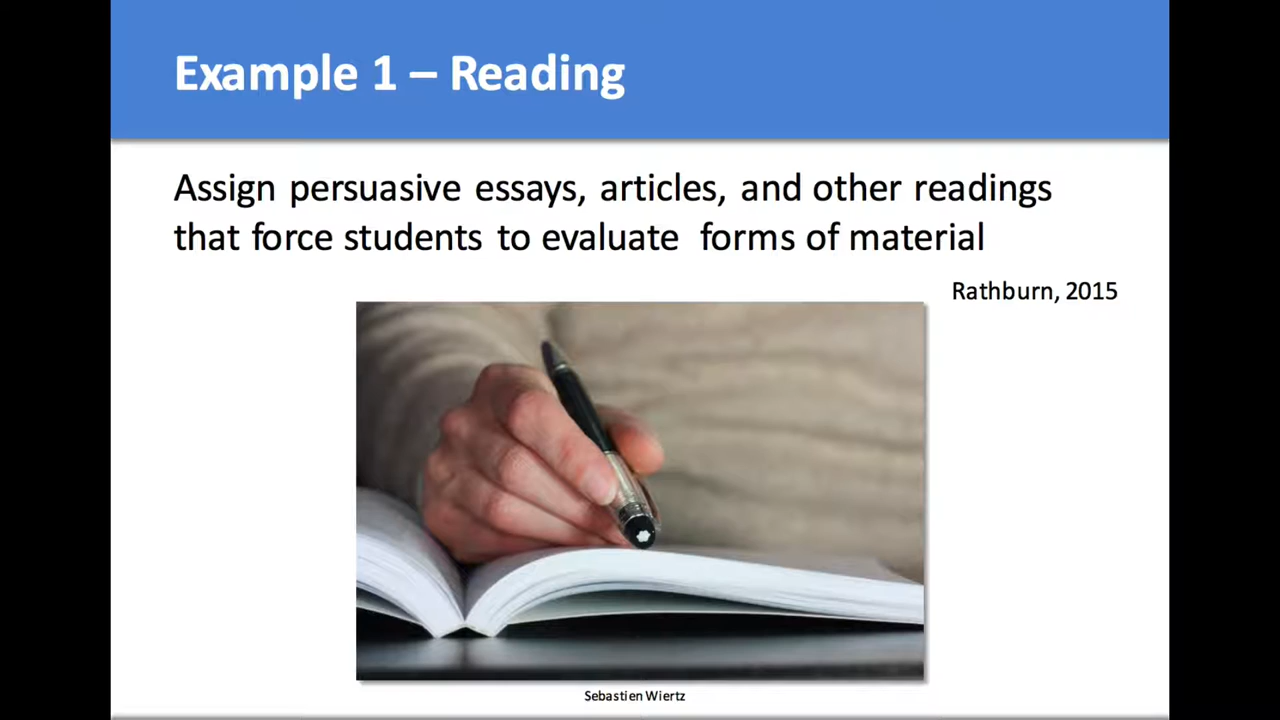 Example 1 – Reading
Assign persuasive essays, articles, and other readings
that force students to evaluate forms of material
Rathburn, 2015
Sebastien Wiertz